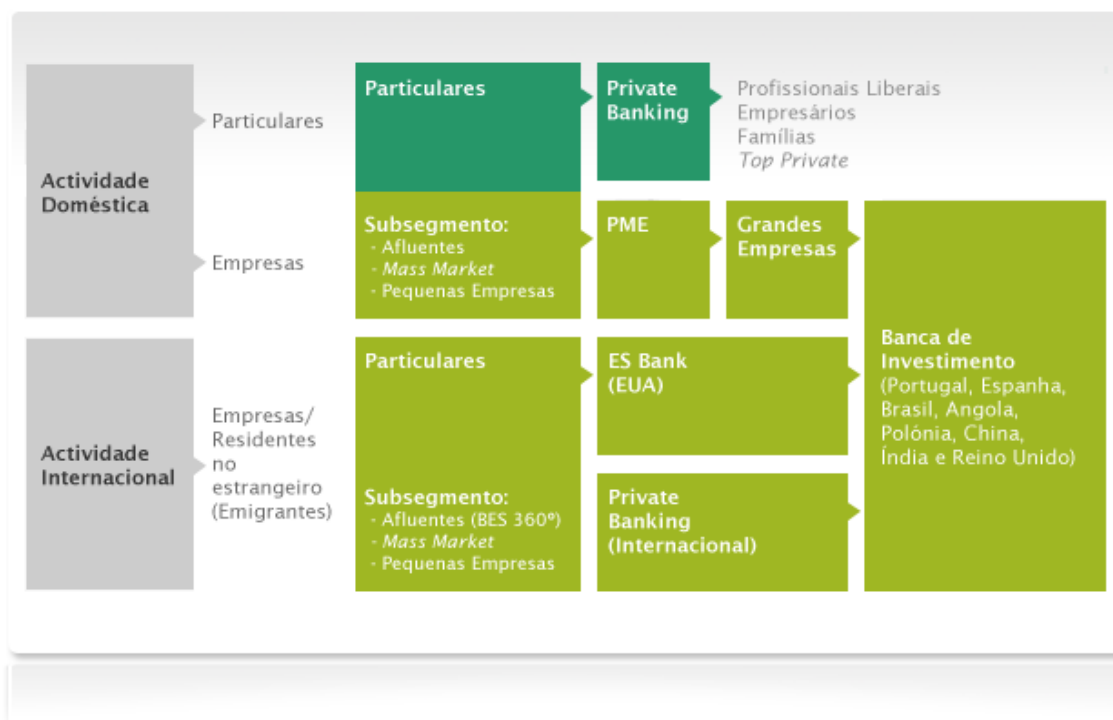 Actividade
Doméstica
Particulares
Empresas
Particulares
Private
Banking
Profissionais Liberais
Empresários
Famílias
Top Private
Subsegmento:
- Afluentes
- Mass Market
- Pequenas Empresas
PME
Grandes
Empresas
Banca de
Investimento
(Portugal, Espanha,
Brasil, Angola,
Polónia, China,
Índia e Reino Unido)
Actividade
Internacional
Empresas/
Residentes
no
estrangeiro
(Emigrantes)
Particulares
ES Bank
(EUA)
Subsegmento:
- Afluentes (BES 360º)
- Mass Market
- Pequenas Empresas
Private
Banking
(Internacional)